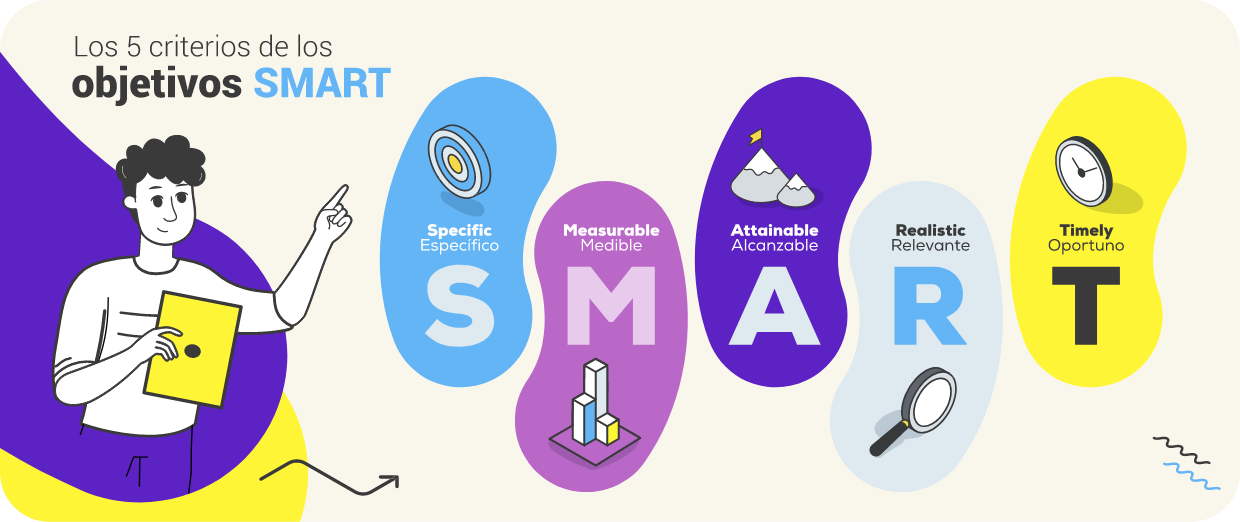 Los 5 criterios de los
objetivos SMART
Specific
Específico
S
Measurable
Medible
M
Attainable
Alcanzable
A
Realistic
Relevante
R
Timely
Oportuno
T